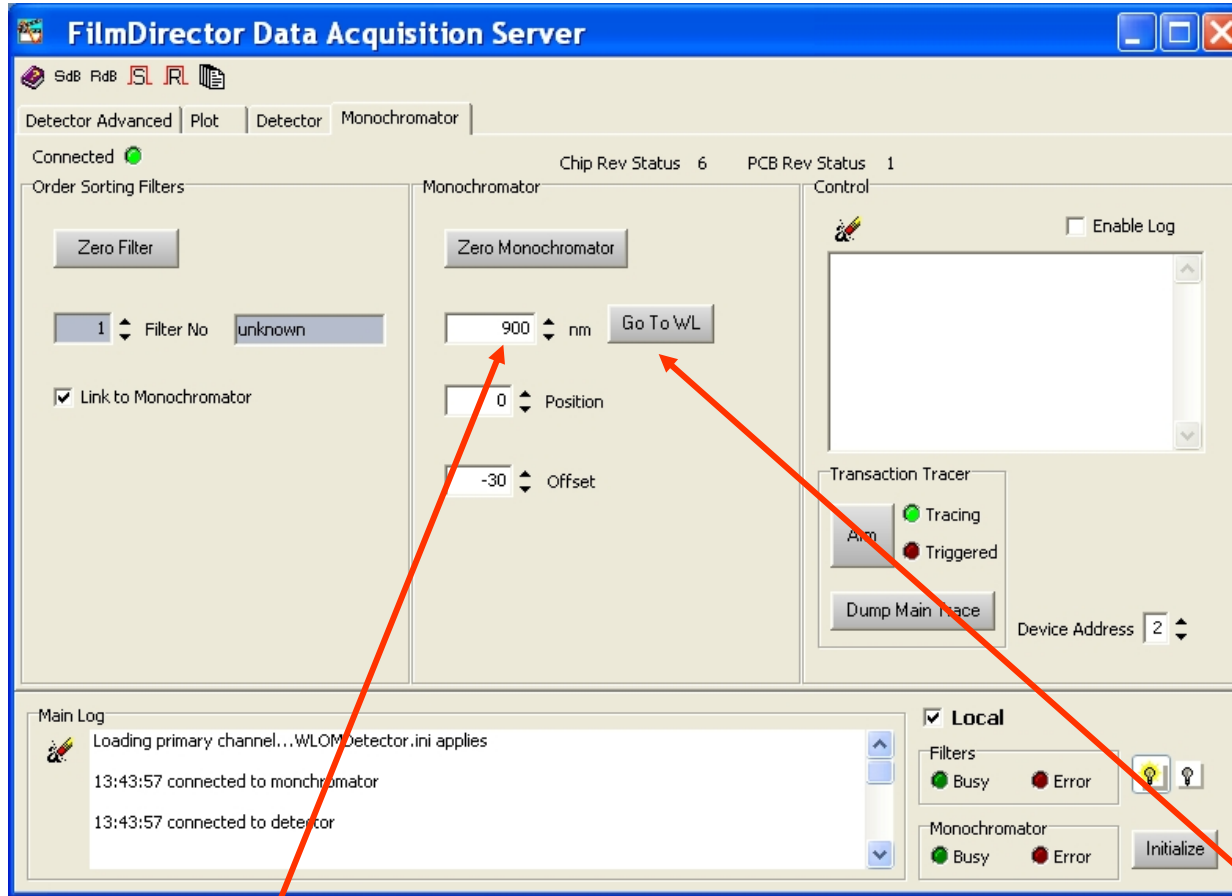 FilmDirector Data Acquisition Server
SdB RdB SL RL
Detector Advanced Plot Detector Monochromator
Connected Chip Rev Status 6 PCB Rev Status 1
Order Sorting Filters Monochromator Control
Zero Filter Zero Monochromator Enable Log
1 Filter No unknown 900 nm Go To WL
Link to Monochromator 0 Position
-30 Offset
Transaction Tracer
Arm Tracing
Triggered
Dump Main Trace Device Address 2
Main Log Local
Loading primary channel...WLOMDetector.ini applies
Filters
13:43:57 connected to monchromator Busy Error
13:43:57 connected to detector
Monochromator
Busy Error Initialize